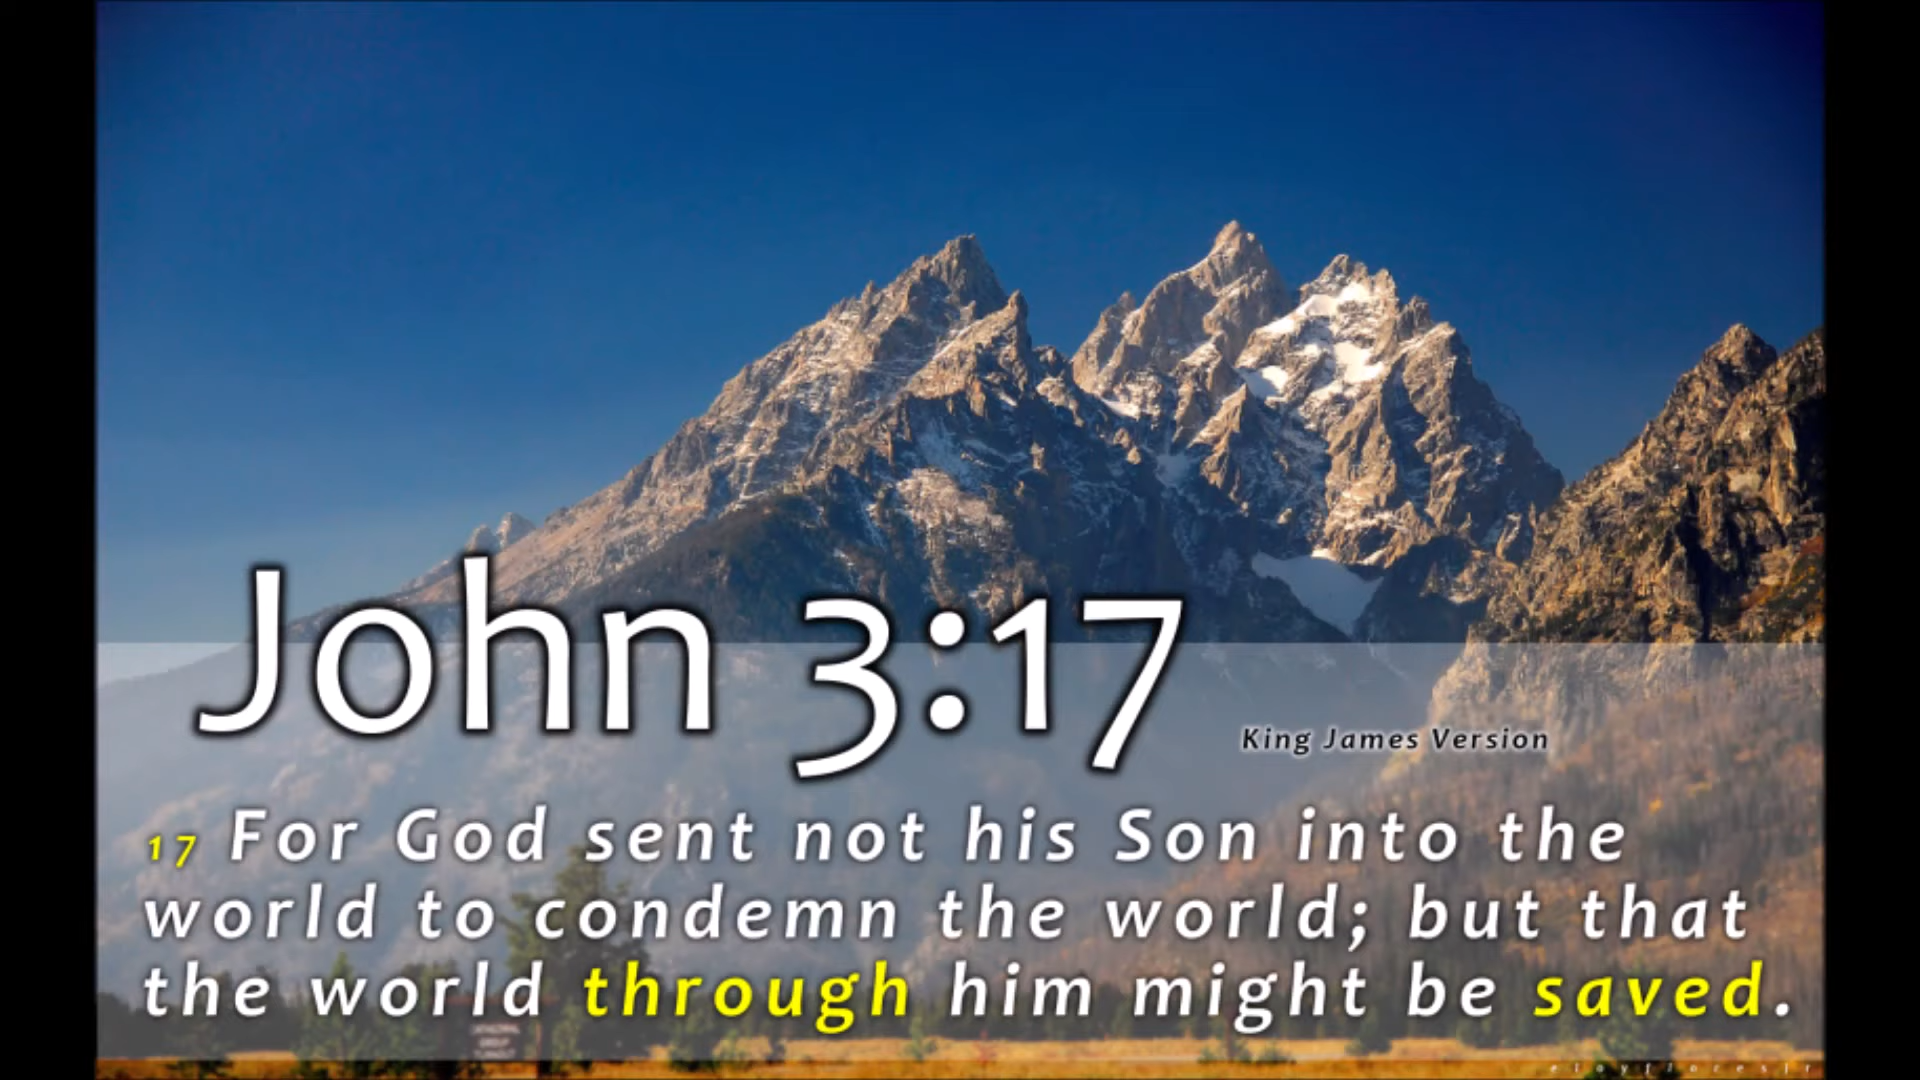 John 3:17
King James Version
17 For God sent not his Son into the
world to condemn the world; but that
the world through him might be saved.
eloyfloresjr